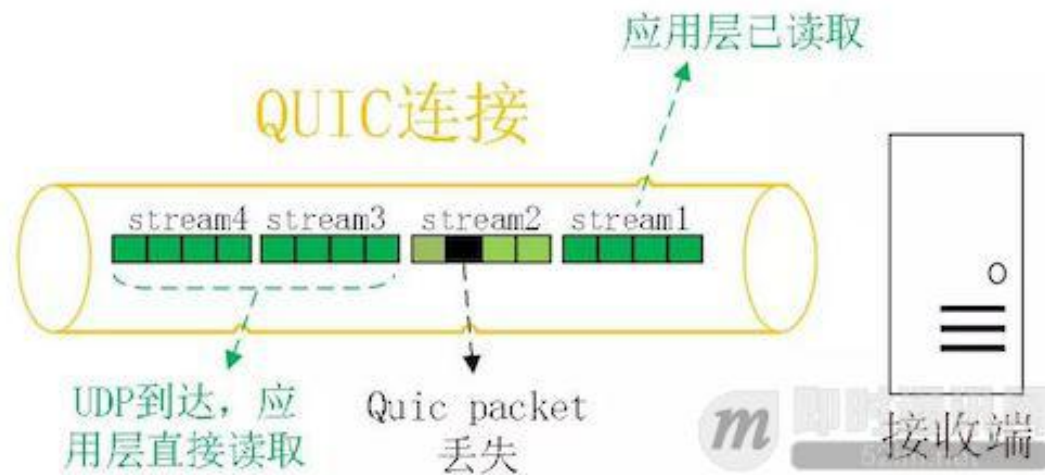 应用层已读取
QUIC连接
stream4 stream3 stream2 stream1
UDP到达，应
用层直接读取
Quic packet
丢失
m
接收端